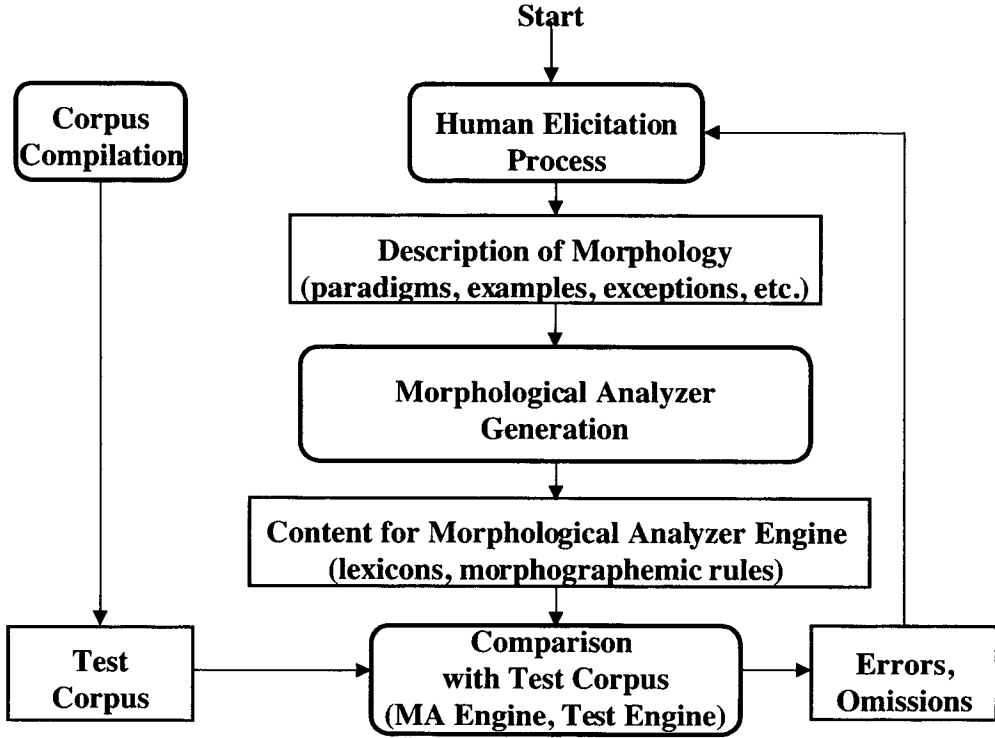 Start
Corpus
Compilation
Human Elicitation
Process
Description of Morphology
(paradigms, examples, exceptions, etc.)
Morphological Analyzer
Generation
Content for Morphological Analyzer Engine
(lexicons, morphographemic rules)
Test
Corpus
Comparison
with Test Corpus
(MA Engine, Test Engine)
Errors,
Omissions